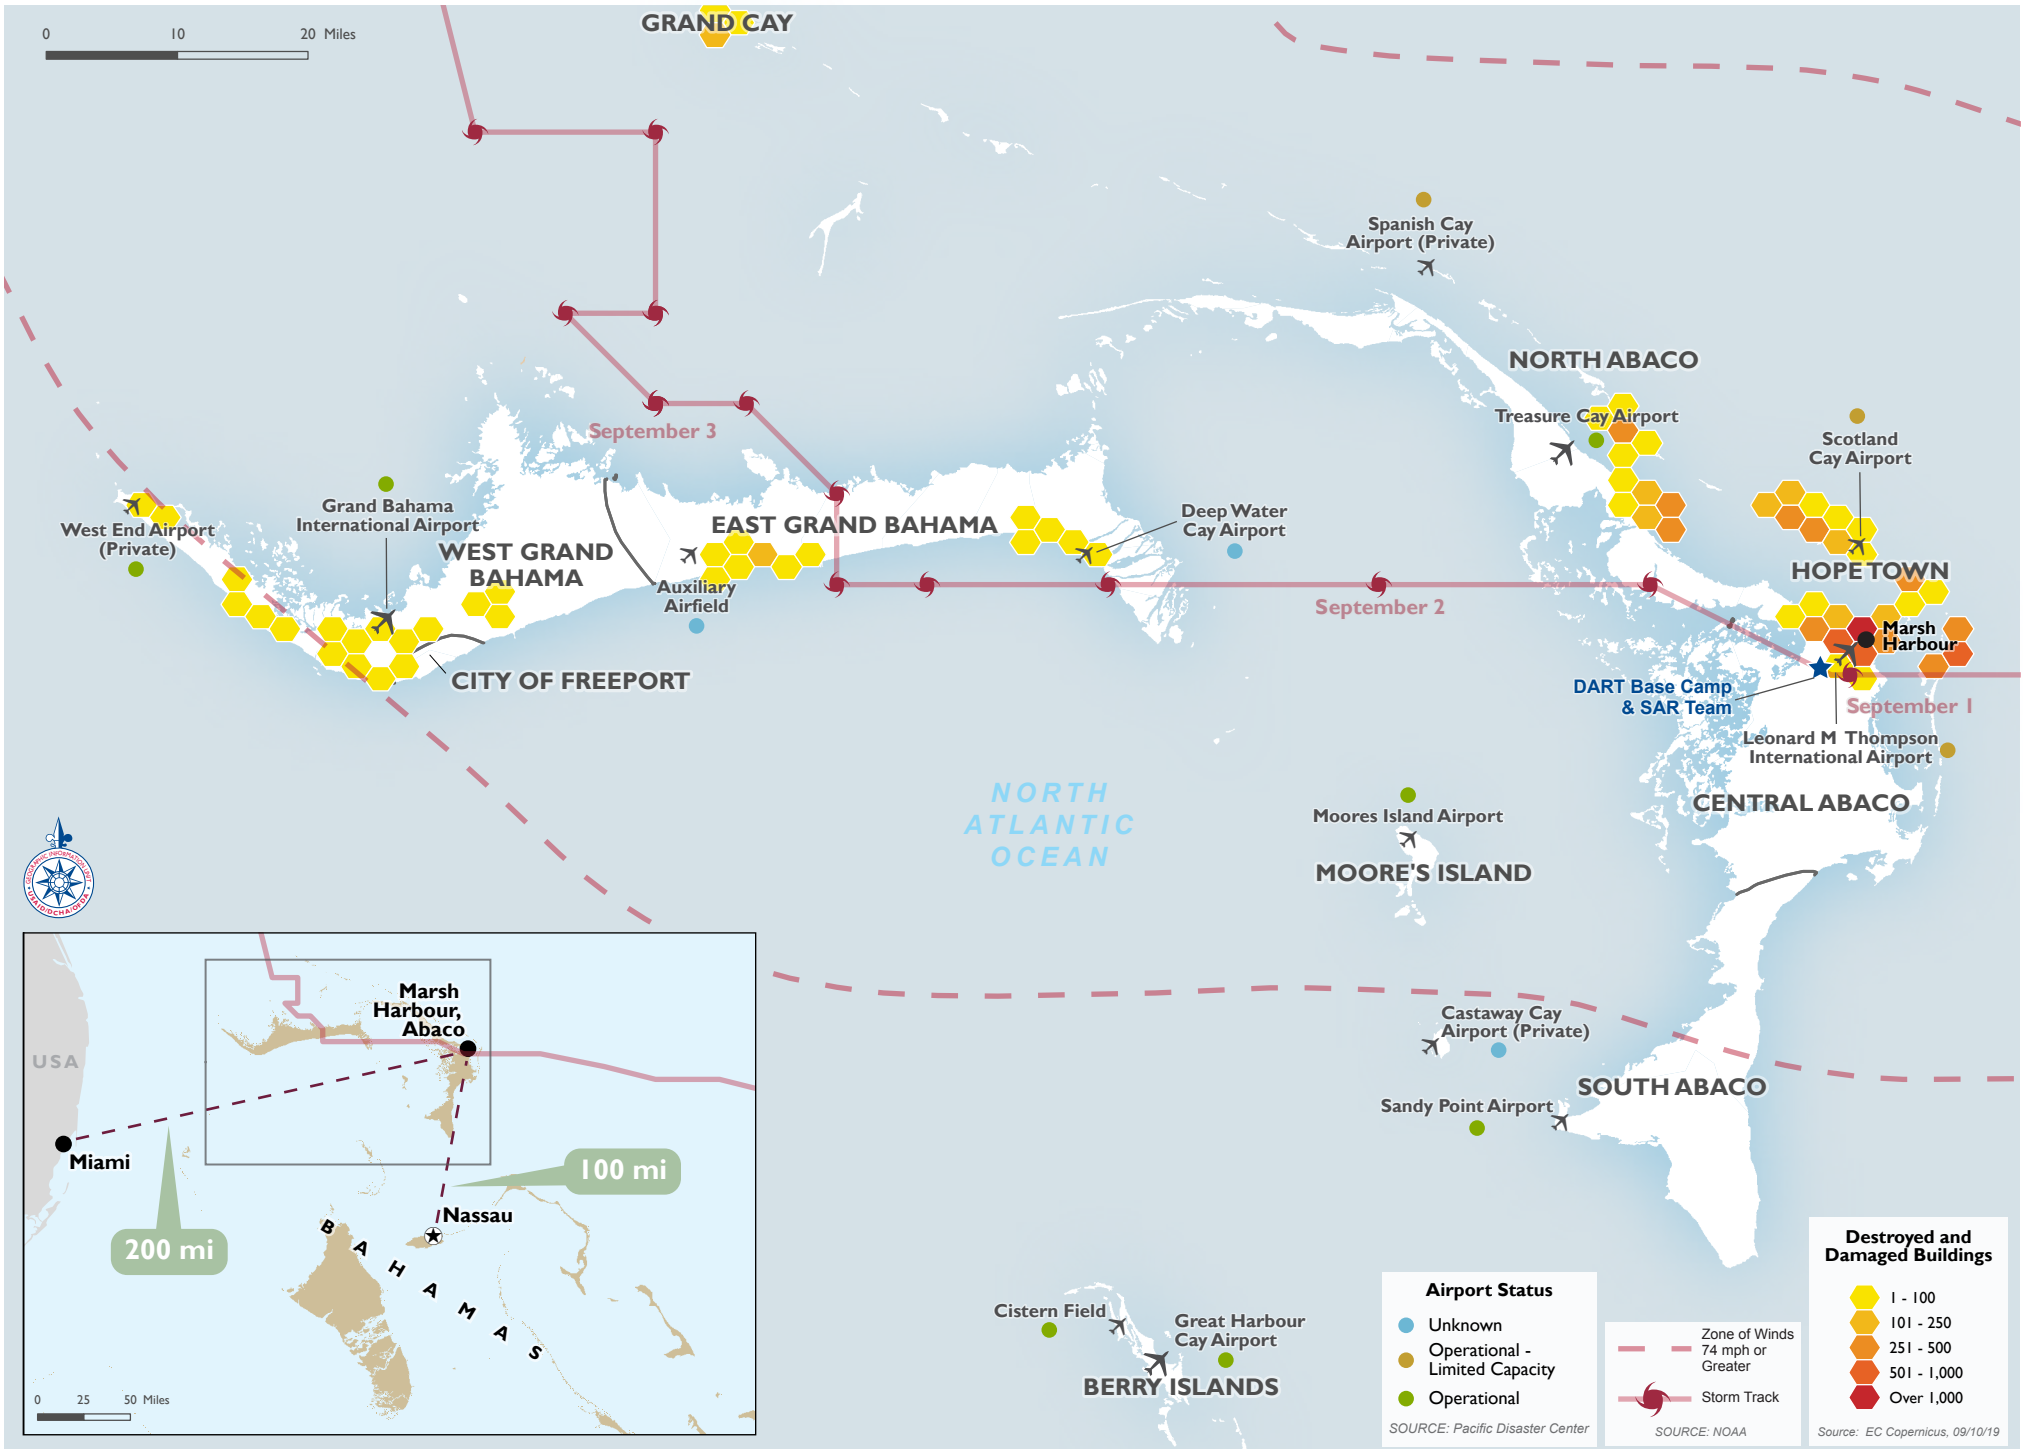 GRAND CAY
0 10 20 Miles
Spanish Cay
Airport (Private)
NORTH ABACO
Treasure Cay Airport
Scotland
Cay Airport
September 3
Grand Bahama
International Airport
West End Airport
(Private)
WEST GRAND
BAHAMA
EAST GRAND BAHAMA
Deep Water
Cay Airport
Auxiliary
Airfield
September 2
HOPE TOWN
Marsh
Harbour
CITY OF FREEPORT
DART Base Camp
& SAR Team
September 1
Leonard M Thompson
International Airport
CENTRAL ABACO
NORTH
ATLANTIC
OCEAN
Moores Island Airport
MOORE'S ISLAND
GEOGRAPHIC INFORMATION UNIT
USAID/DCHA/OFDA
Castaway Cay
Airport (Private)
SOUTH ABACO
Sandy Point Airport
Cistern Field
Great Harbour
Cay Airport
BERRY ISLANDS
USA
Marsh
Harbour,
Abaco
Miami
200 mi
100 mi
Nassau
BAHAMAS
0 25 50 Miles
Airport Status
Unknown
Operational -
Limited Capacity
Operational
SOURCE: Pacific Disaster Center
Zone of Winds
74 mph or
Greater
Storm Track
SOURCE: NOAA
Destroyed and
Damaged Buildings
1 - 100
101 - 250
251 - 500
501 - 1,000
Over 1,000
Source: EC Copernicus, 09/10/19